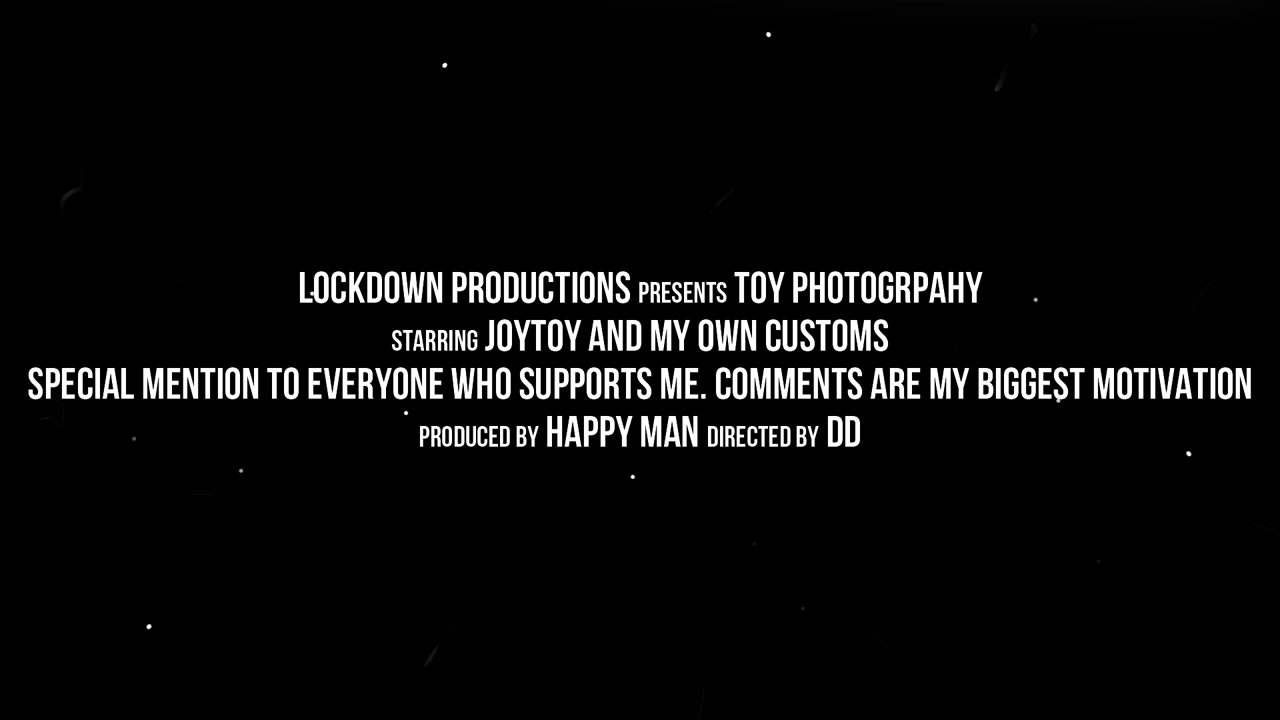 LOCKDOWN PRODUCTIONS PRESENTS TOY PHOTOGRPAHY
STARRING JOYTOY AND MY OWN CUSTOMS
SPECIAL MENTION TO EVERYONE WHO SUPPORTS ME. COMMENTS ARE MY BIGGEST MOTIVATION
PRODUCED BY HAPPY MAN DIRECTED BY DD